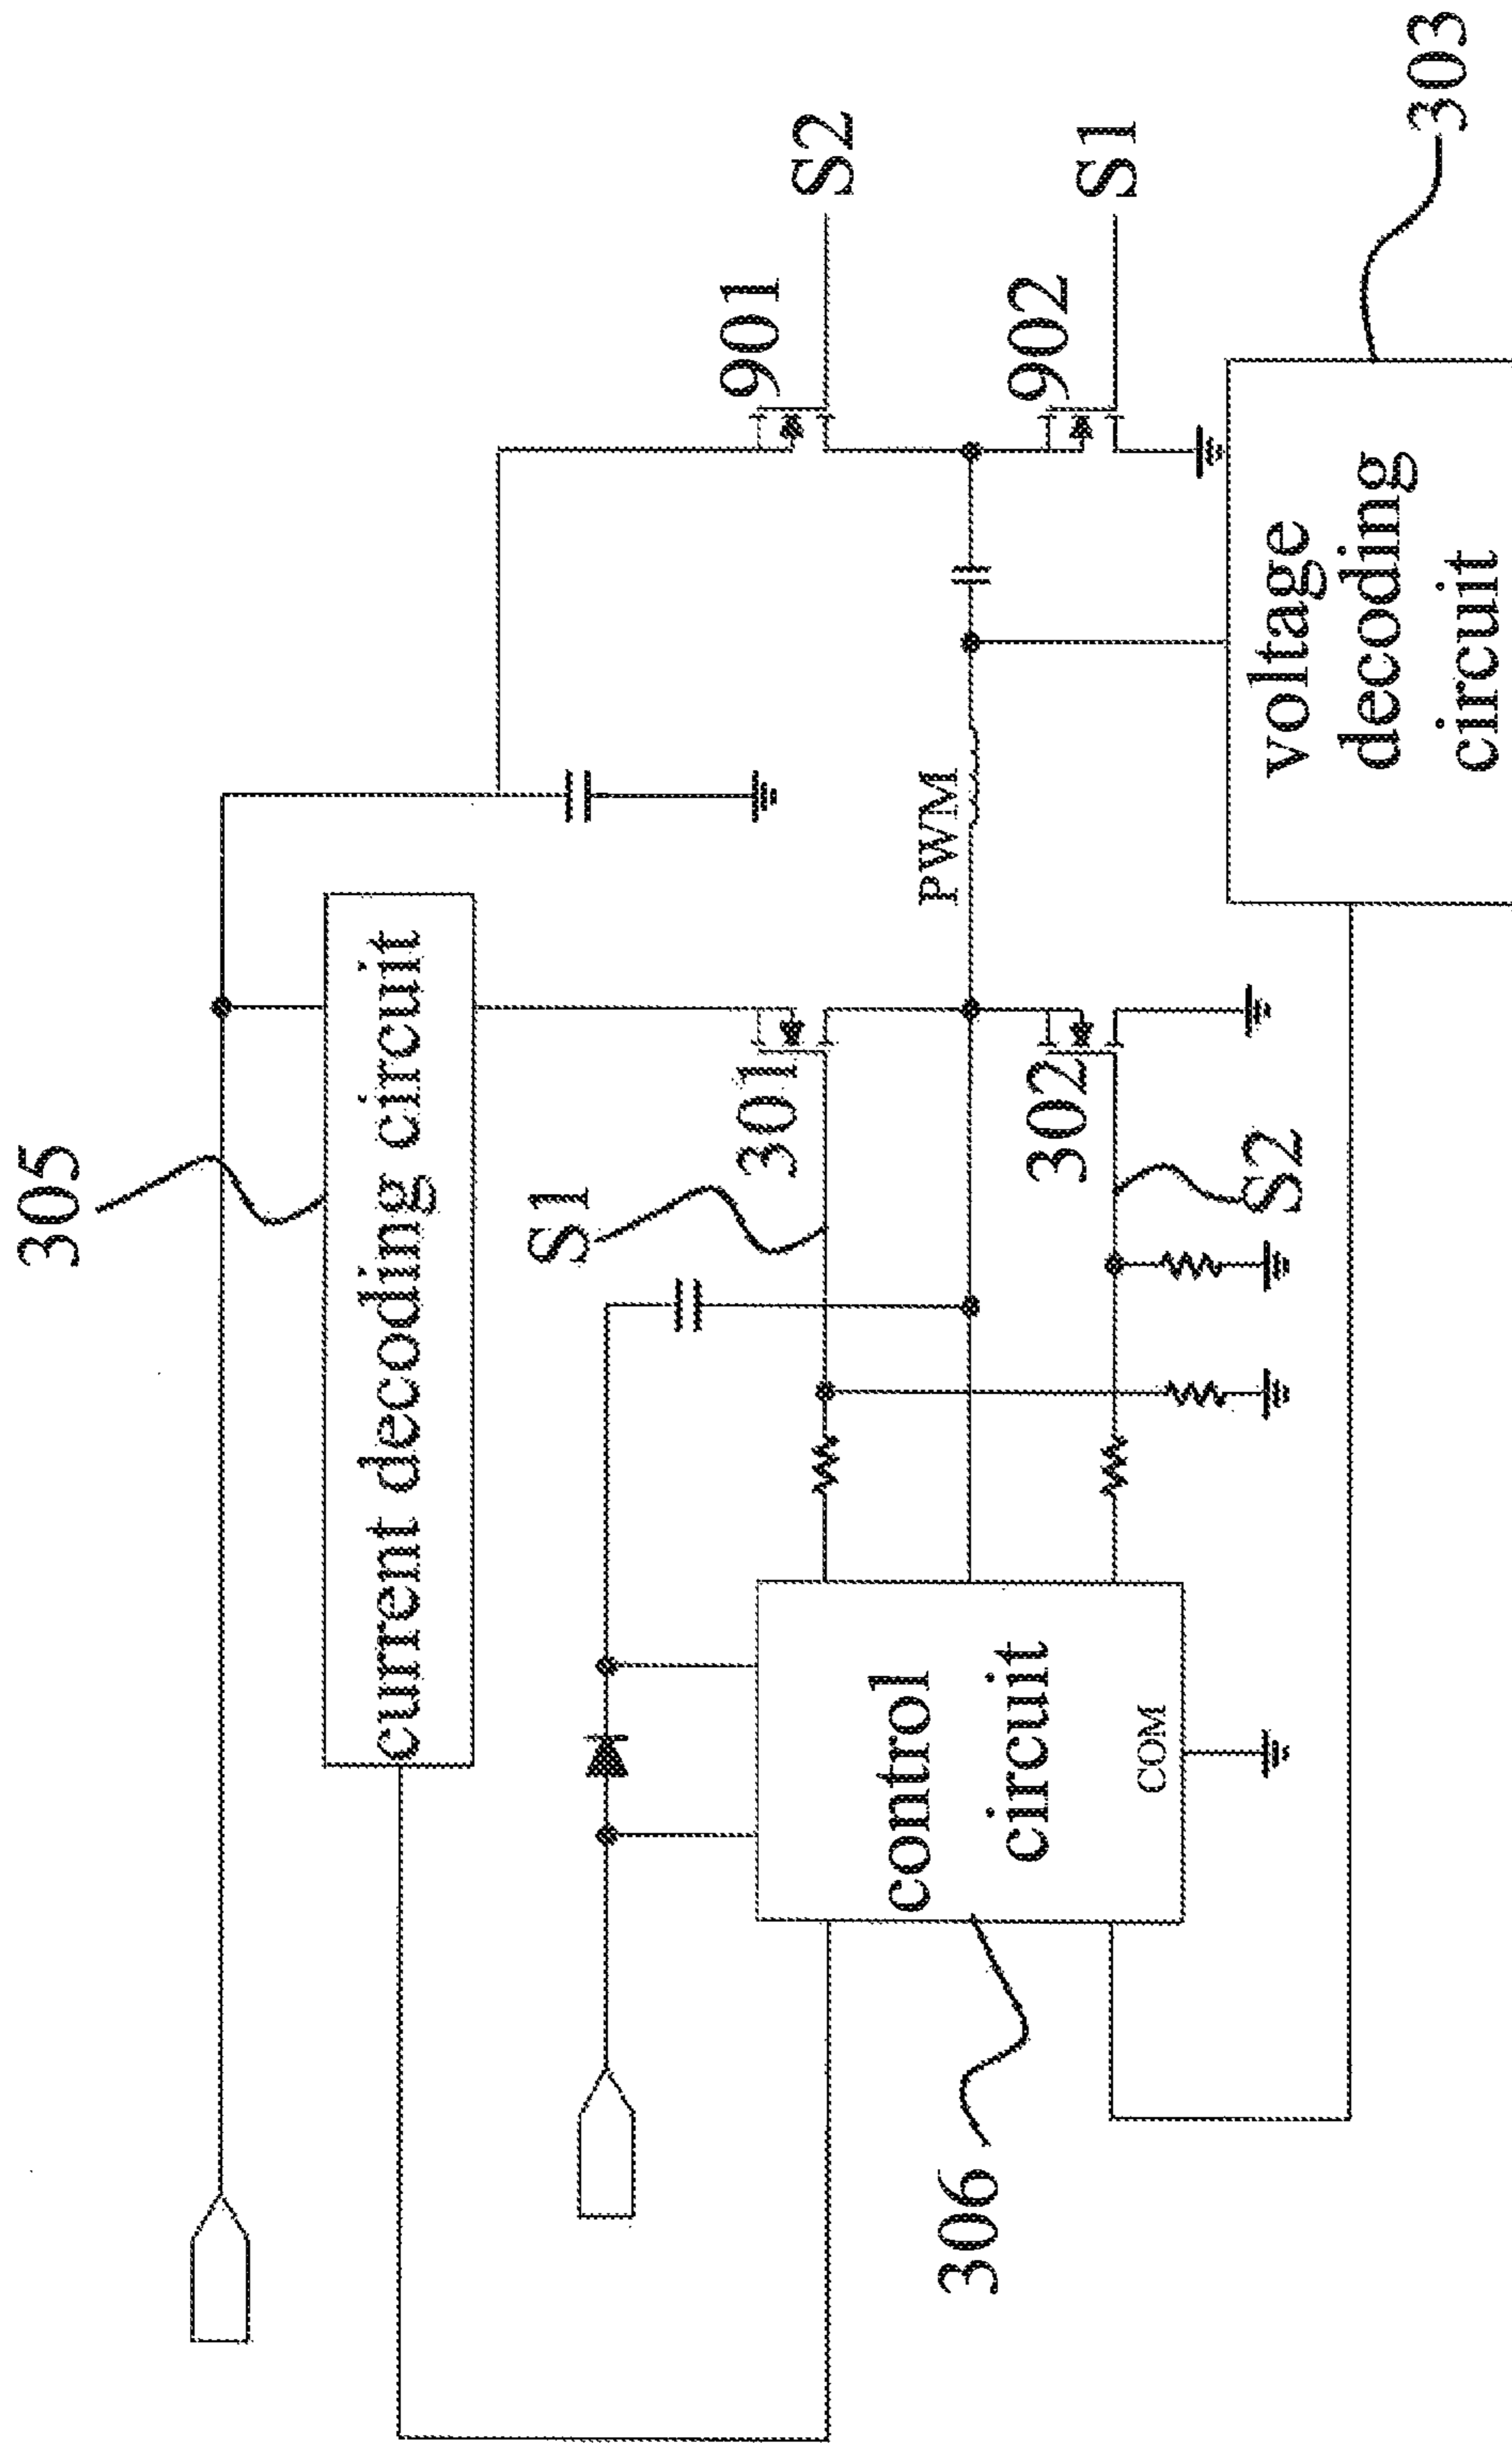 305
current decoding circuit
S1
301
302
S2
PWM
901
S2
902
S1
control
circuit
COM
306
voltage
decoding
circuit
303